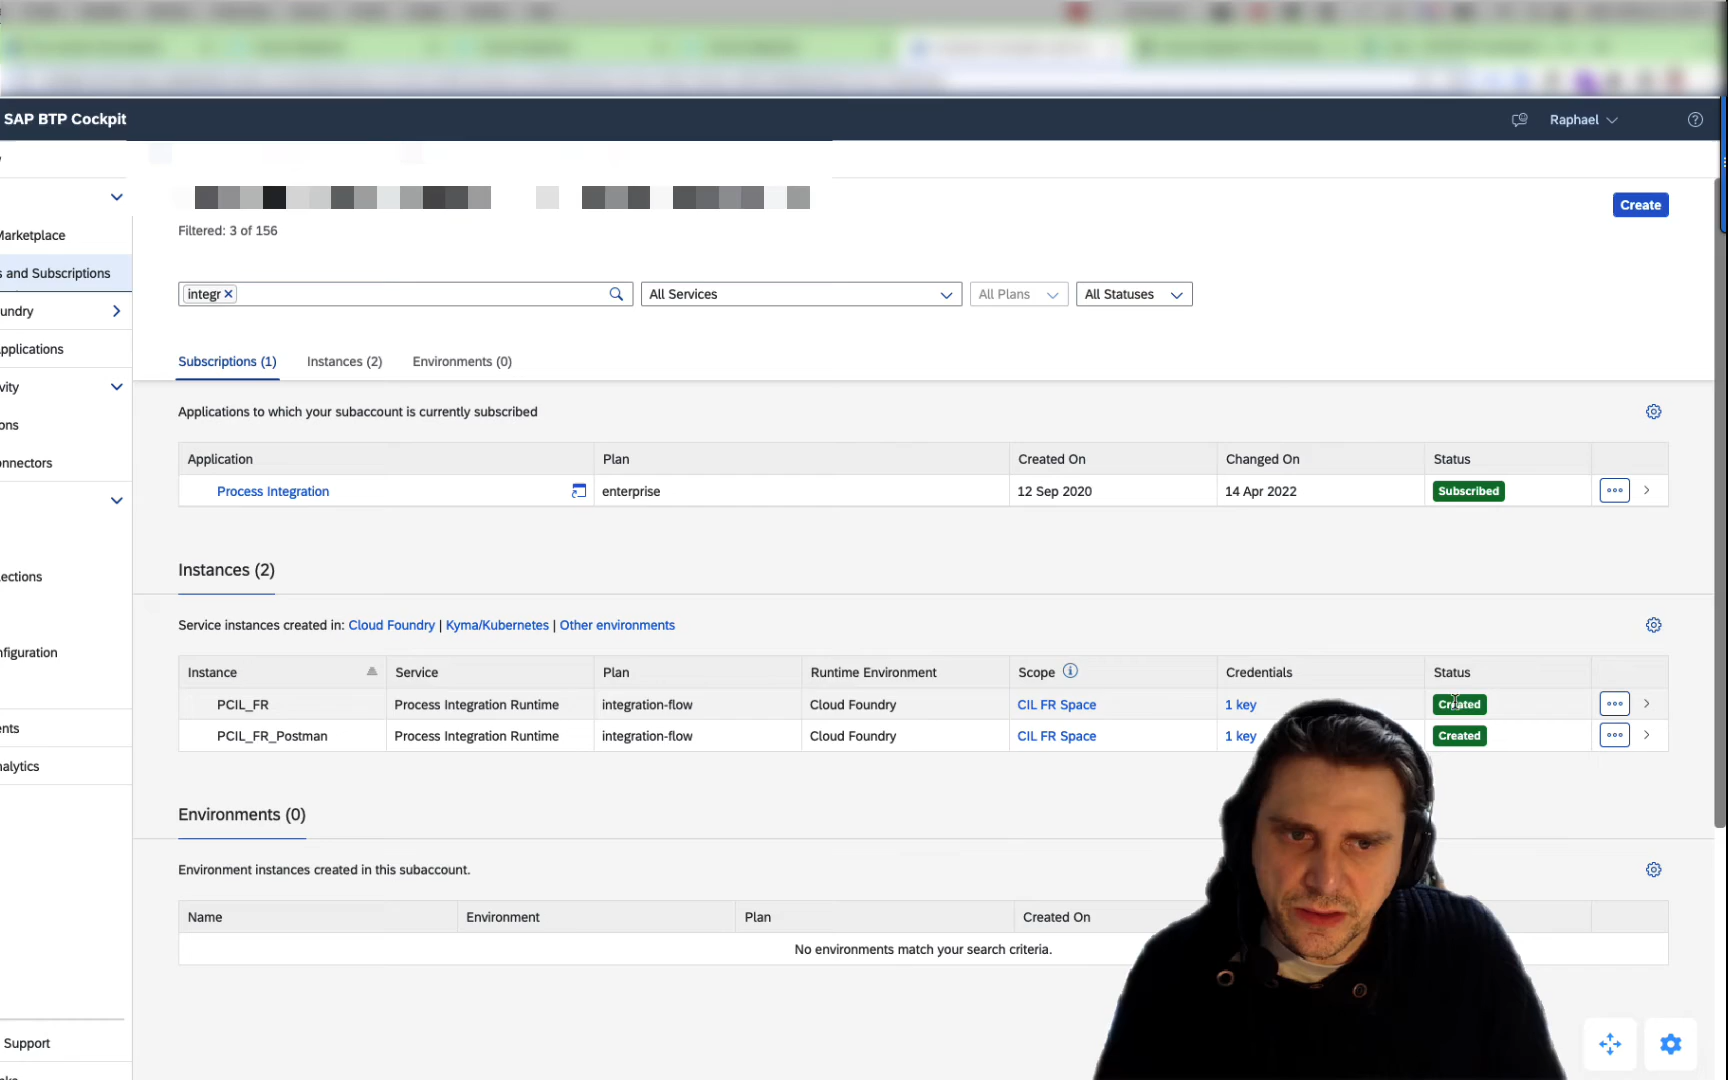 SAP BTP Cockpit
Raphael
Marketplace
s and Subscriptions
undry
pplications
vity
ons
onnectors
ections
nfiguration
ents
nalytics
Support
Create
Filtered: 3 of 156
integr
All Services
All Plans
All Statuses
Subscriptions (1)
Instances (2)
Environments (0)
Applications to which your subaccount is currently subscribed
Application Plan Created On Changed On Status
Process Integration enterprise 12 Sep 2020 14 Apr 2022 Subscribed
Instances (2)
Service instances created in: Cloud Foundry | Kyma/Kubernetes | Other environments
Instance Service Plan Runtime Environment Scope Credentials Status
PCIL_FR Process Integration Runtime integration-flow Cloud Foundry CIL FR Space 1 key Created
PCIL_FR_Postman Process Integration Runtime integration-flow Cloud Foundry CIL FR Space 1 key Created
Environments (0)
Environment instances created in this subaccount.
Name Environment Plan Created On
No environments match your search criteria.